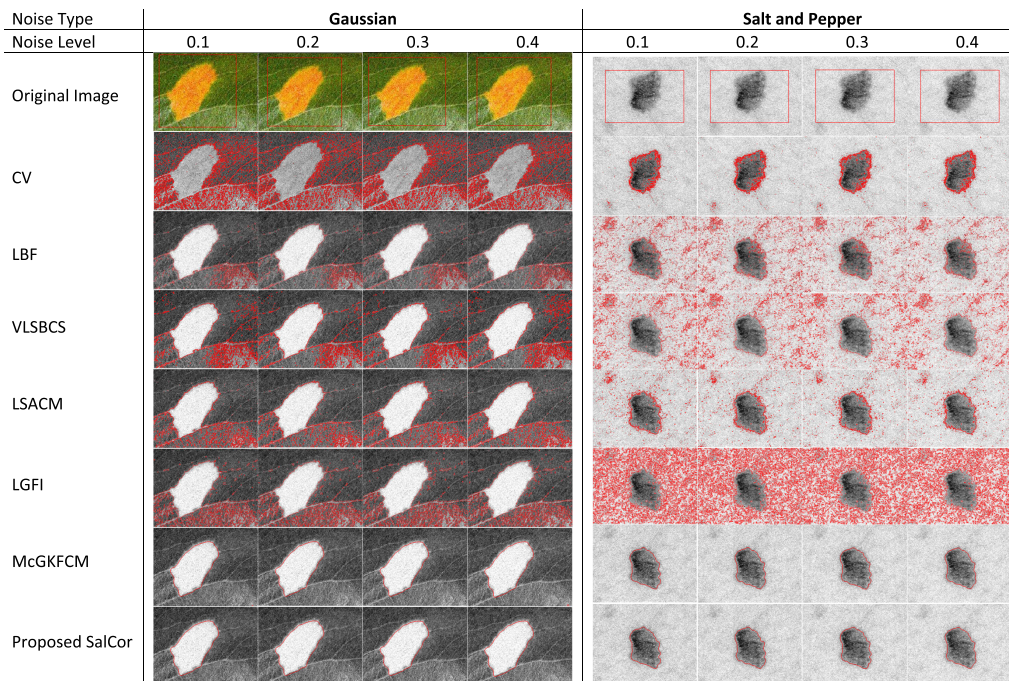 Noise Type Gaussian Salt and Pepper
Noise Level 0.1 0.2 0.3 0.4 0.1 0.2 0.3 0.4
Original Image
CV
LBF
VLSBCS
LSACM
LGFI
McGKFCM
Proposed SalCor